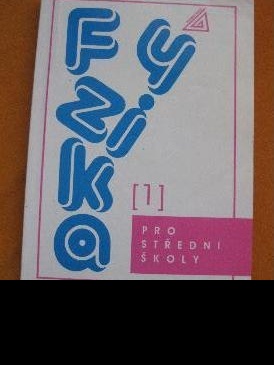 Fyzika
[1]
PRO
STŘEDNÍ
ŠKOLY